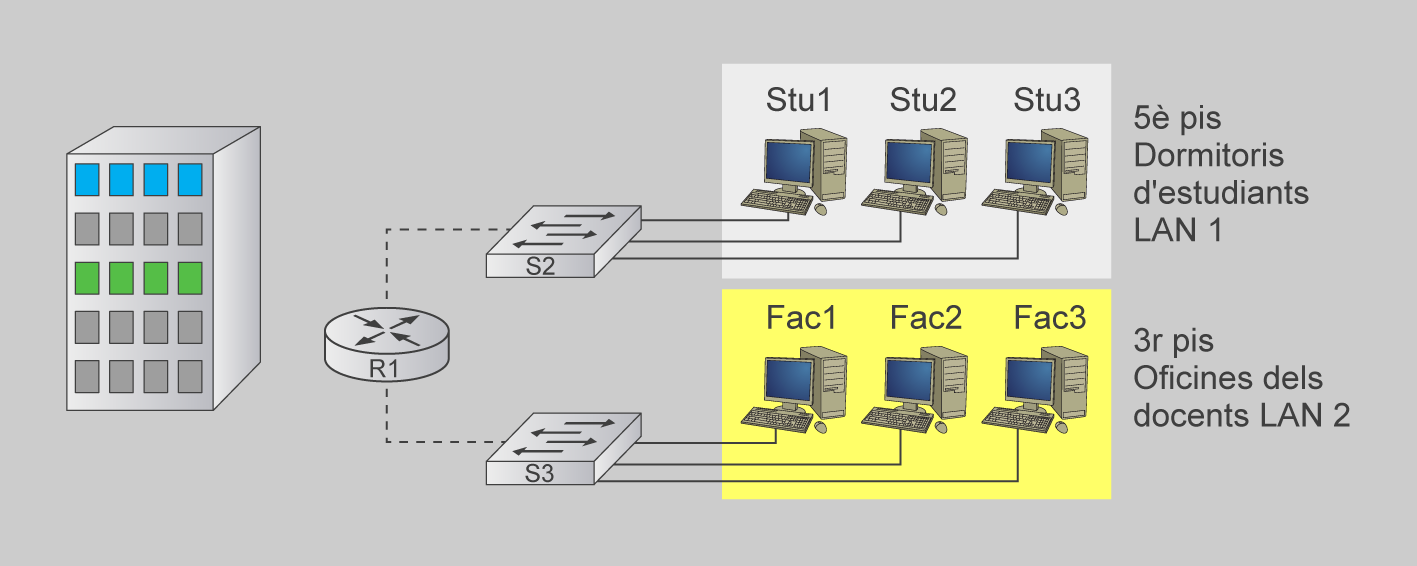 Stu1 Stu2 Stu3
5è pis
Dormitoris
d'estudiants
LAN 1
S2
R1
Fac1 Fac2 Fac3
3r pis
Oficines dels
docents LAN 2
S3